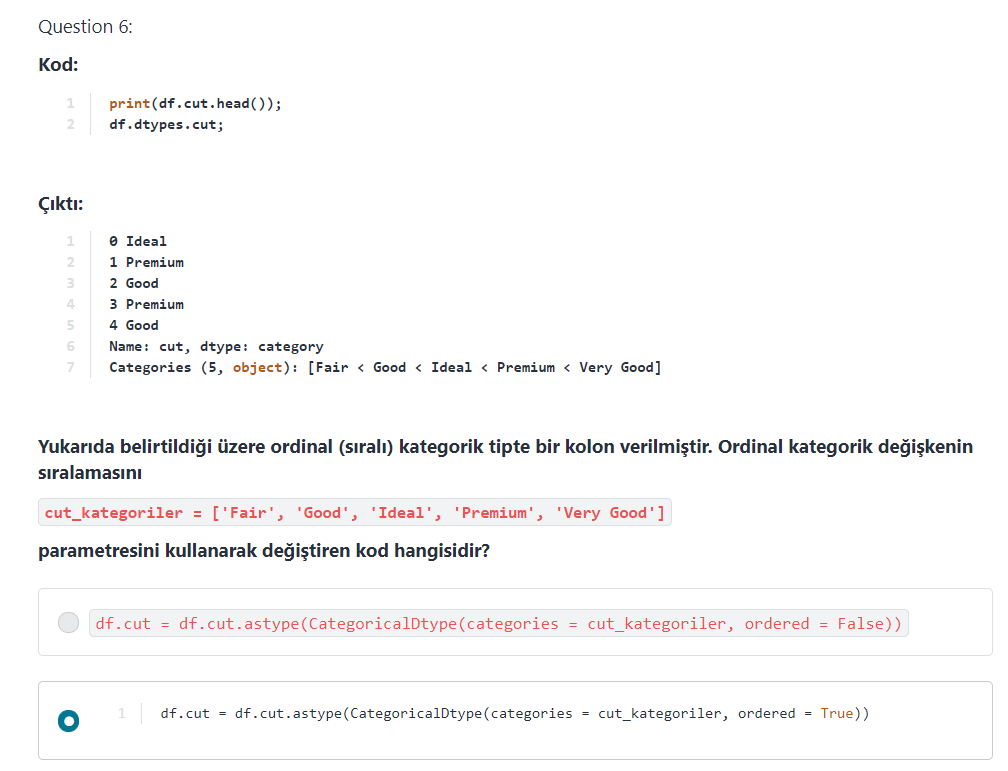 Question 6:
Kod:
1 print(df.cut.head());
2 df.dtypes.cut;
Çıktı:
1 0 Ideal
2 1 Premium
3 2 Good
4 3 Premium
5 4 Good
6 Name: cut, dtype: category
7 Categories (5, object): [Fair < Good < Ideal < Premium < Very Good]
Yukarıda belirtildiği üzere ordinal (sıralı) kategorik tipte bir kolon verilmiştir. Ordinal kategorik değişkenin
sıralamasını
cut_kategoriler = ['Fair', 'Good', 'Ideal', 'Premium', 'Very Good']
parametresini kullanarak değiştiren kod hangisidir?
df.cut = df.cut.astype(CategoricalDtype(categories = cut_kategoriler, ordered = False))
1 df.cut = df.cut.astype(CategoricalDtype(categories = cut_kategoriler, ordered = True))